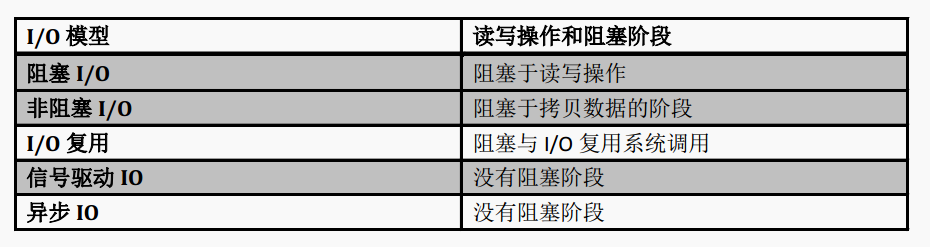 I/O 模型 读写操作和阻塞阶段
阻塞 I/O 阻塞于读写操作
非阻塞 I/O 阻塞于拷贝数据的阶段
I/O 复用 阻塞与 I/O 复用系统调用
信号驱动 IO 没有阻塞阶段
异步 IO 没有阻塞阶段